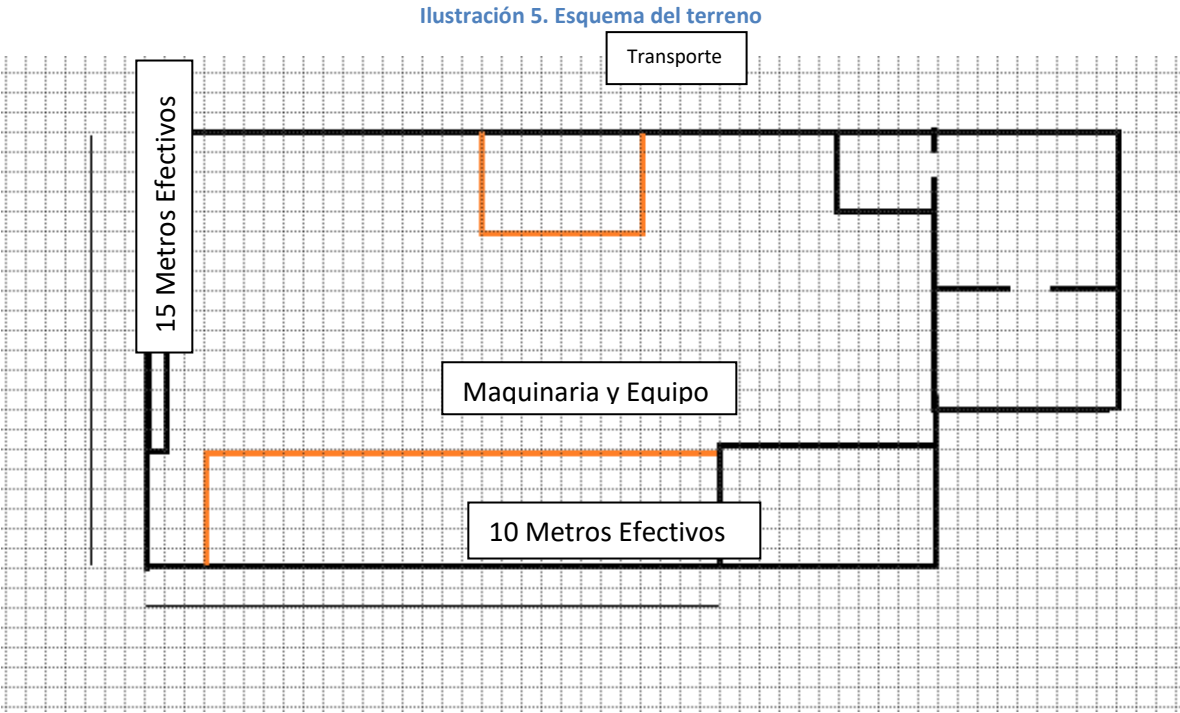 Ilustración 5. Esquema del terreno
Transporte
15 Metros Efectivos
Maquinaria y Equipo
10 Metros Efectivos